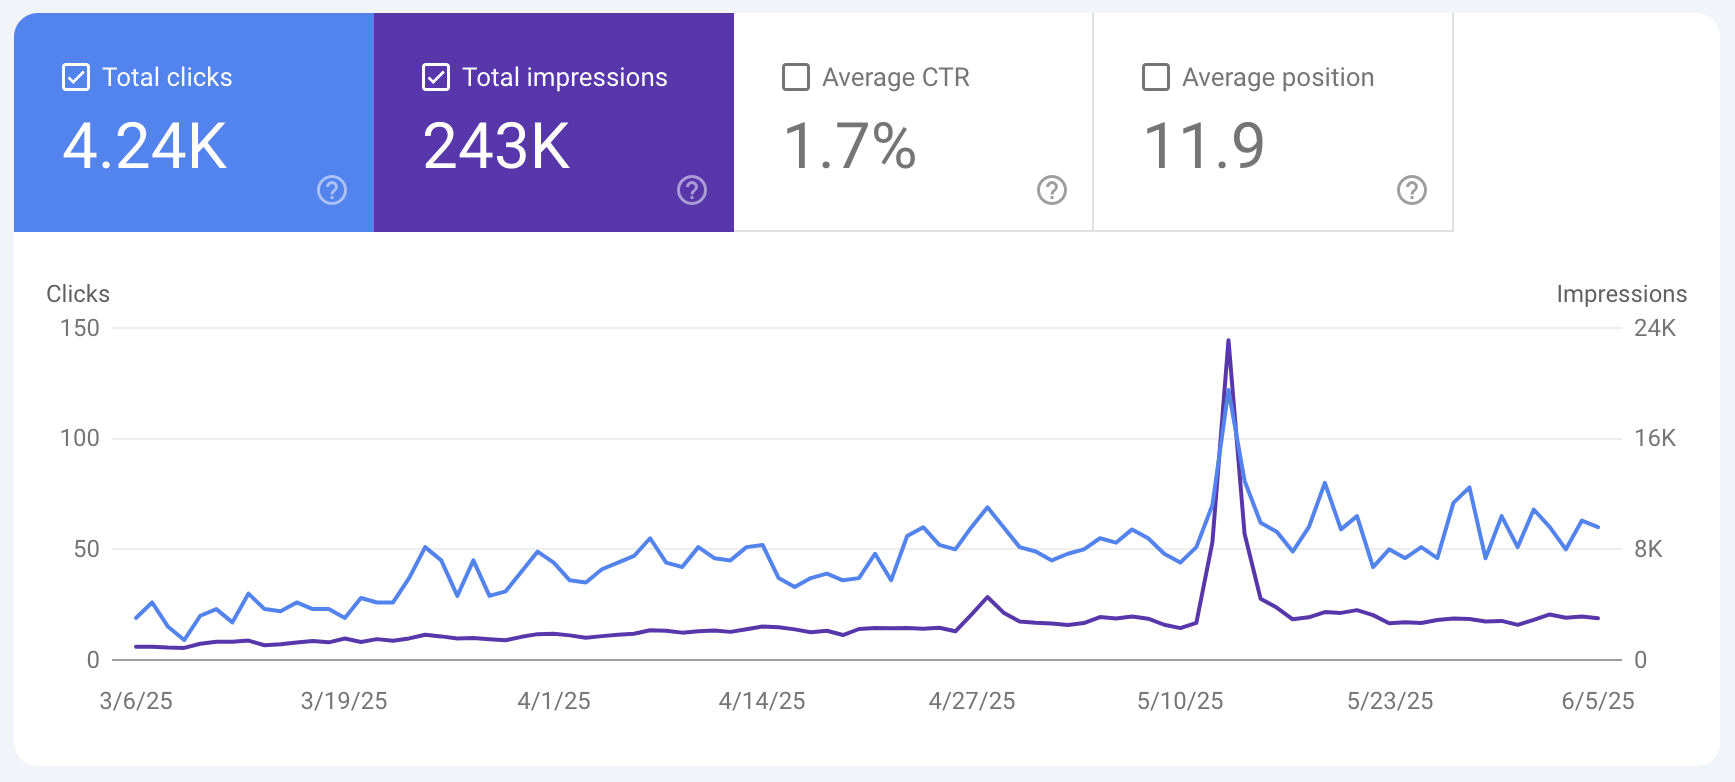 Total clicks
4.24K
Total impressions
243K
Average CTR
1.7%
Average position
11.9
Clicks
Impressions
150
24K
100
16K
50
8K
0
0
3/6/25
3/19/25
4/1/25
4/14/25
4/27/25
5/10/25
5/23/25
6/5/25